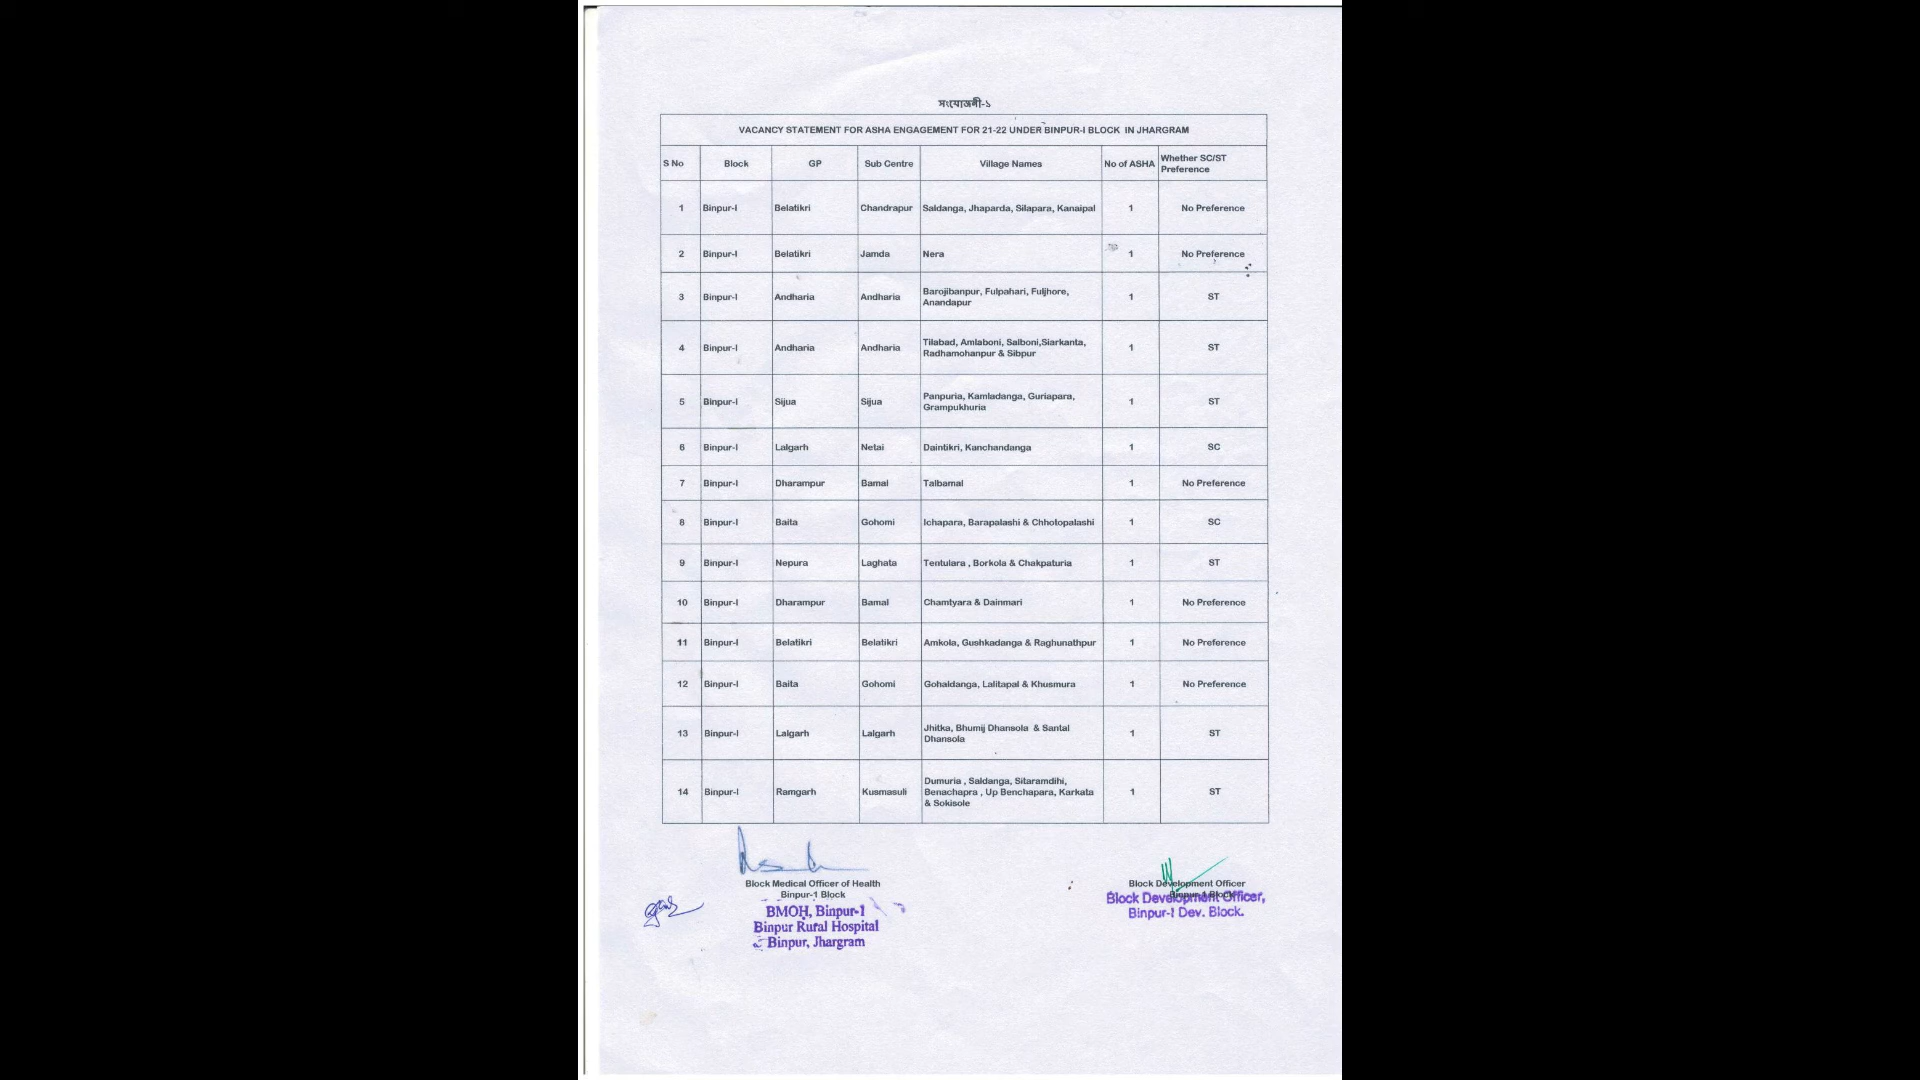 সংযোজনী-১
VACANCY STATEMENT FOR ASHA ENGAGEMENT FOR 21-22 UNDER BINPUR-I BLOCK IN JHARGRAM
S No Block GP Sub Centre Village Names No of ASHA Whether SC/ST Preference
1 Binpur-I Belatikri Chandrapur Saldanga, Jhaparda, Silapara, Kanaipal 1 No Preference
2 Binpur-I Belatikri Jamda Nera 1 No Preference
3 Binpur-I Andharia Andharia Barojibanpur, Fulpahari, Fuljhore, Anandapur 1 ST
4 Binpur-I Andharia Andharia Tilabad, Amlaboni, Salboni,Siarkanta, Radhamohanpur & Sibpur 1 ST
5 Binpur-I Sijua Sijua Panpuria, Kamladanga, Guriapara, Grampukhuria 1 ST
6 Binpur-I Lalgarh Netai Daintikri, Kanchandanga 1 SC
7 Binpur-I Dharampur Bamal Talbamal 1 No Preference
8 Binpur-I Baita Gohomi Ichapara, Barapalashi & Chhotopalashi 1 SC
9 Binpur-I Nepura Laghata Tentulara , Borkola & Chakpaturia 1 ST
10 Binpur-I Dharampur Bamal Chamtyara & Dainmari 1 No Preference
11 Binpur-I Belatikri Belatikri Amkola, Gushkadanga & Raghunathpur 1 No Preference
12 Binpur-I Baita Gohomi Gohaldanga, Lalitapal & Khusmura 1 No Preference
13 Binpur-I Lalgarh Lalgarh Jhitka, Bhumij Dhansola & Santal Dhansola 1 ST
14 Binpur-I Ramgarh Kusmasuli Dumuria , Saldanga, Sitaramdihi, Benachapra , Up Benchapara, Karkata & Sokisole 1 ST
Block Medical Officer of Health
Binpur-1 Block
BMOH, Binpur-1
Binpur Rural Hospital
Binpur, Jhargram
Block Development Officer
Binpur-1 Block
Block Development Officer,
Binpur-I Dev. Block.